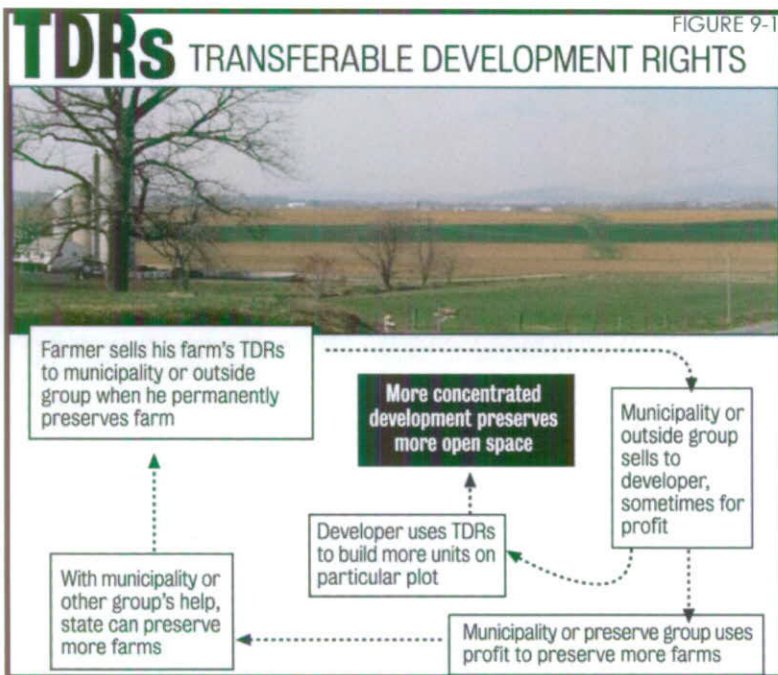 FIGURE 9-1
TDRs TRANSFERABLE DEVELOPMENT RIGHTS
Farmer sells his farm's TDRs
to municipality or outside
group when he permanently
preserves farm
More concentrated
development preserves
more open space
Municipality or
outside group
sells to
developer,
sometimes for
profit
Developer uses TDRs
to build more units on
particular plot
With municipality or
other group's help,
state can preserve
more farms
Municipality or preserve group uses
profit to preserve more farms